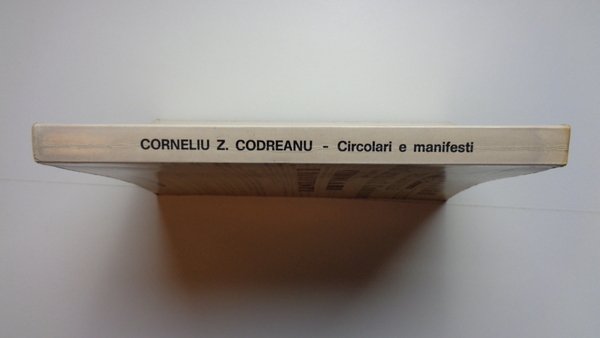 CORNELIU Z. CODREANU - Circolari e manifesti